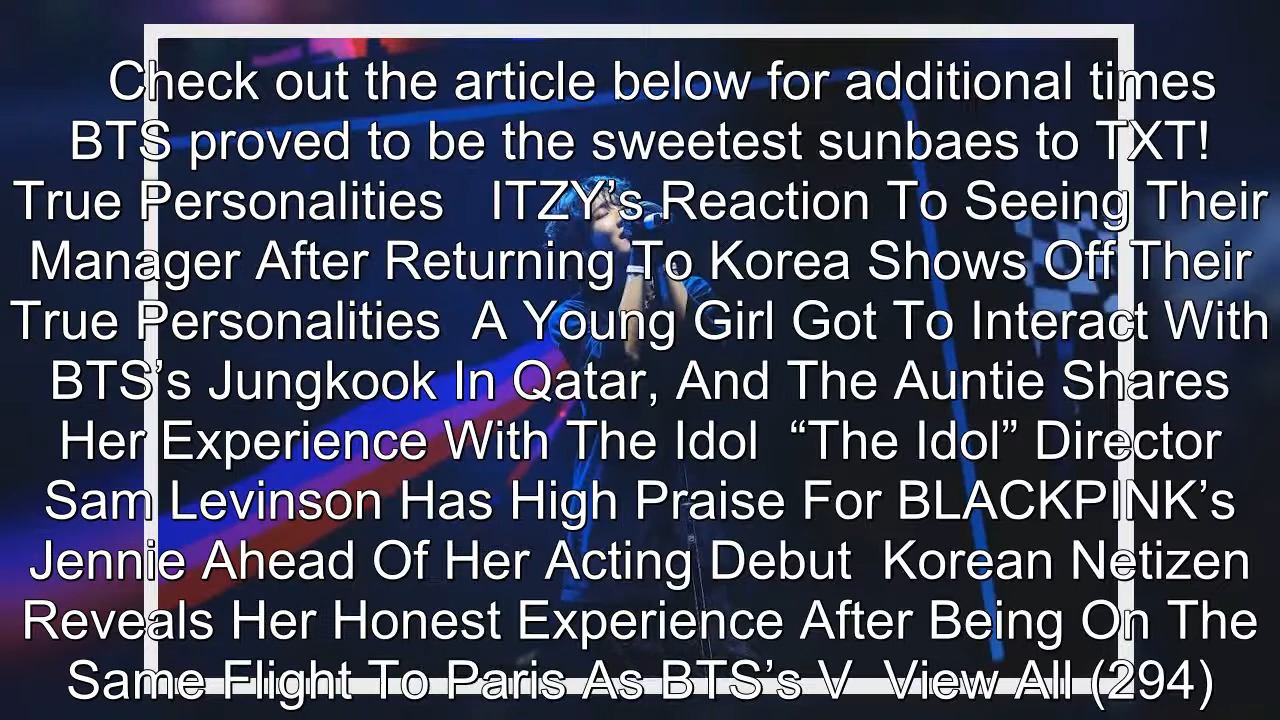 Check out the article below for additional times
BTS proved to be the sweetest sunbaes to TXT!
True Personalities   ITZY’s Reaction To Seeing Their
Manager After Returning To Korea Shows Off Their
True Personalities  A Young Girl Got To Interact With
BTS’s Jungkook In Qatar, And The Auntie Shares
Her Experience With The Idol  “The Idol” Director
Sam Levinson Has High Praise For BLACKPINK’s
Jennie Ahead Of Her Acting Debut  Korean Netizen
Reveals Her Honest Experience After Being On The
Same Flight To Paris As BTS’s V  View All (294)